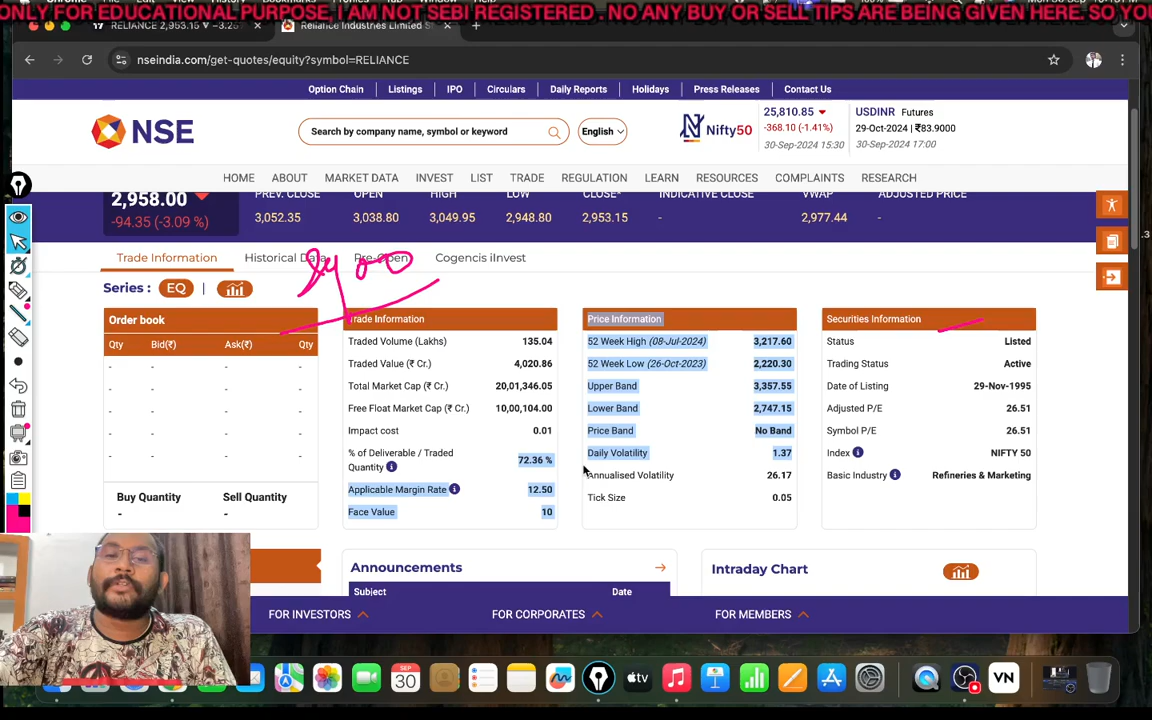 ONLY FOR EDUCATION AL PURPOSE, I AM NOT SEBI REGISTERED . NO ANY BUY OR SELL TIPS ARE BEING GIVEN HERE. SO YOU
RELIANCE 2,953.15 ▼ −3.25
Reliance Industries Limited S
nseindia.com/get-quotes/equity?symbol=RELIANCE
Option Chain Listings IPO Circulars Daily Reports Holidays Press Releases Contact Us
NSE
Search by company name, symbol or keyword
English
Nifty50
25,810.85
-368.10 (-1.41%)
30-Sep-2024 15:30
USDINR Futures
29-Oct-2024 | ₹83.9000
30-Sep-2024 17:00
HOME ABOUT MARKET DATA INVEST LIST TRADE REGULATION LEARN RESOURCES COMPLAINTS RESEARCH
PREV. CLOSE OPEN HIGH LOW CLOSE* INDICATIVE CLOSE VWAP ADJUSTED PRICE
2,958.00
-94.35 (-3.09 %)
3,052.35 3,038.80 3,049.95 2,948.80 2,953.15 - 2,977.44 -
Trade Information Historical Data Pre-Open Cogencis iInvest
Series : EQ
Order book
Qty Bid(₹) Ask(₹) Qty
- - - -
- - - -
- - - -
- - - -
- - - -
Buy Quantity Sell Quantity
- -
Trade Information
Traded Volume (Lakhs) 135.04
Traded Value (₹ Cr.) 4,020.86
Total Market Cap (₹ Cr.) 20,01,346.05
Free Float Market Cap (₹ Cr.) 10,00,104.00
Impact cost 0.01
% of Deliverable / Traded Quantity 72.36 %
Applicable Margin Rate 12.50
Face Value 10
Price Information
52 Week High (08-Jul-2024) 3,217.60
52 Week Low (26-Oct-2023) 2,220.30
Upper Band 3,357.55
Lower Band 2,747.15
Price Band No Band
Daily Volatility 1.37
Annualised Volatility 26.17
Tick Size 0.05
Securities Information
Status Listed
Trading Status Active
Date of Listing 29-Nov-1995
Adjusted P/E 26.51
Symbol P/E 26.51
Index NIFTY 50
Basic Industry Refineries & Marketing
Announcements
Subject Date
Intraday Chart
FOR INVESTORS FOR CORPORATES FOR MEMBERS
SEP
30
tv
VN